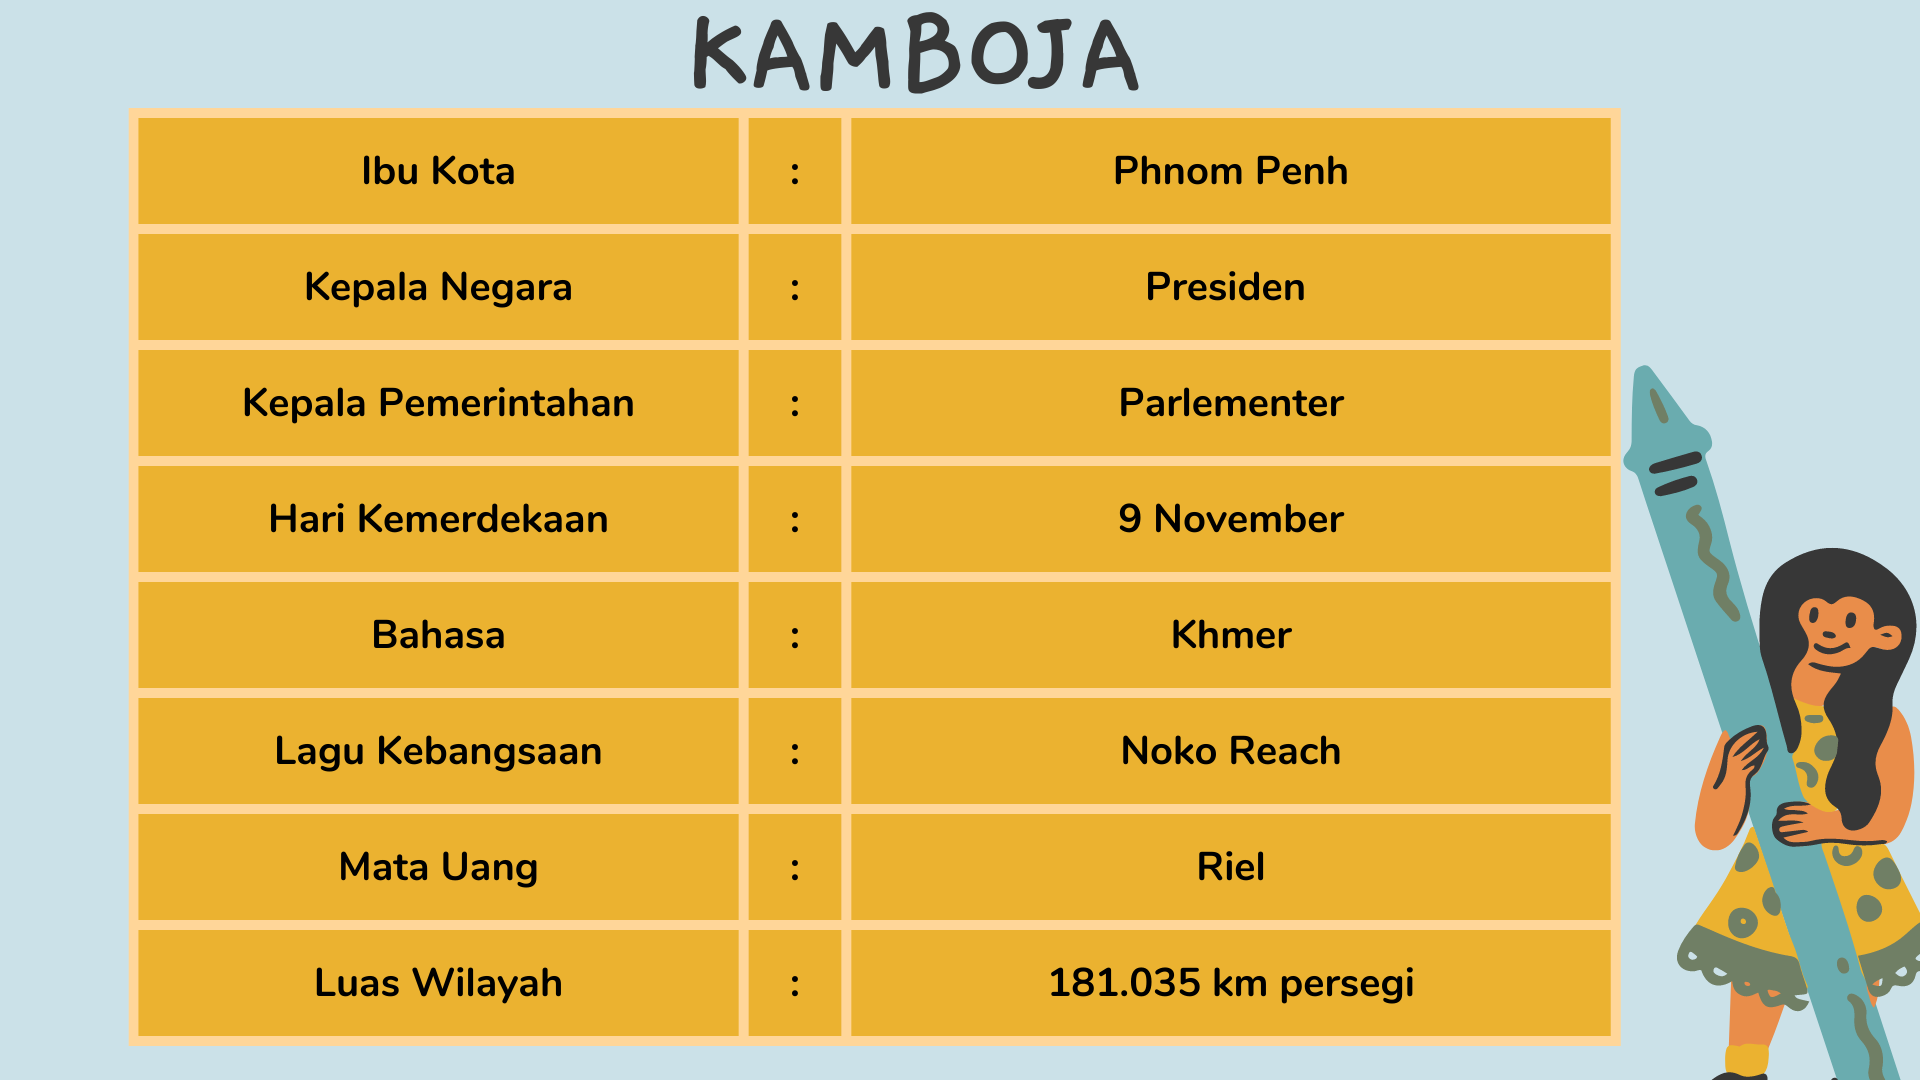 KAMBOJA
Ibu Kota : Phnom Penh
Kepala Negara : Presiden
Kepala Pemerintahan : Parlementer
Hari Kemerdekaan : 9 November
Bahasa : Khmer
Lagu Kebangsaan : Noko Reach
Mata Uang : Riel
Luas Wilayah : 181.035 km persegi